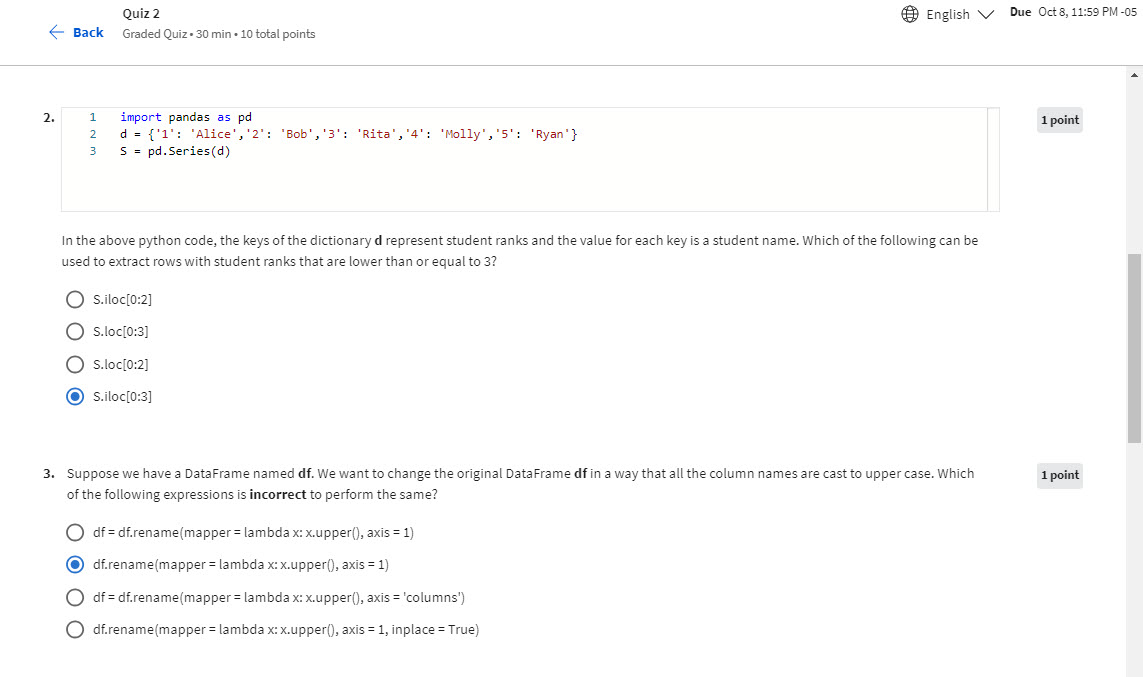 Quiz 2
English
Due Oct 8, 11:59 PM -05
Back
Graded Quiz • 30 min • 10 total points
2.
1 import pandas as pd
2 d = {'1': 'Alice','2': 'Bob','3': 'Rita','4': 'Molly','5': 'Ryan'}
3 S = pd.Series(d)
1 point
In the above python code, the keys of the dictionary d represent student ranks and the value for each key is a student name. Which of the following can be
used to extract rows with student ranks that are lower than or equal to 3?
S.iloc[0:2]
S.loc[0:3]
S.loc[0:2]
S.iloc[0:3]
3. Suppose we have a DataFrame named df. We want to change the original DataFrame df in a way that all the column names are cast to upper case. Which
1 point
of the following expressions is incorrect to perform the same?
df = df.rename(mapper = lambda x: x.upper(), axis = 1)
df.rename(mapper = lambda x: x.upper(), axis = 1)
df = df.rename(mapper = lambda x: x.upper(), axis = 'columns')
df.rename(mapper = lambda x: x.upper(), axis = 1, inplace = True)